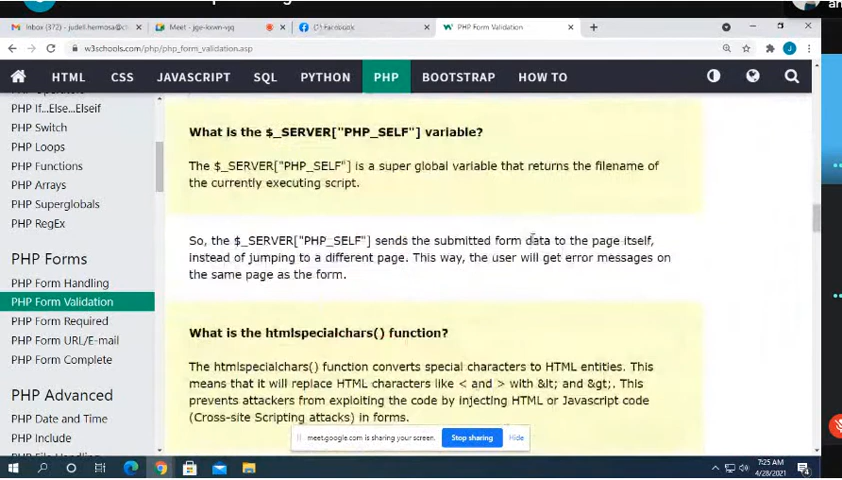 Inbox (372) - judell.hermosa@c
Meet - jge-kxwn-vjq
Facebook
PHP Form Validation
w3schools.com/php/php_form_validation.asp
J
HTML CSS JAVASCRIPT SQL PYTHON PHP BOOTSTRAP HOW TO
PHP If...Else...Elseif
PHP Switch
PHP Loops
PHP Functions
PHP Arrays
PHP Superglobals
PHP RegEx
PHP Forms
PHP Form Handling
PHP Form Validation
PHP Form Required
PHP Form URL/E-mail
PHP Form Complete
PHP Advanced
PHP Date and Time
PHP Include
What is the $_SERVER["PHP_SELF"] variable?
The $_SERVER["PHP_SELF"] is a super global variable that returns the filename of
the currently executing script.
So, the $_SERVER["PHP_SELF"] sends the submitted form data to the page itself,
instead of jumping to a different page. This way, the user will get error messages on
the same page as the form.
What is the htmlspecialchars() function?
The htmlspecialchars() function converts special characters to HTML entities. This
means that it will replace HTML characters like < and > with &lt; and &gt;. This
prevents attackers from exploiting the code by injecting HTML or Javascript code
(Cross-site Scripting attacks) in forms.
meet.google.com is sharing your screen. Stop sharing Hide
7:25 AM
4/28/2021